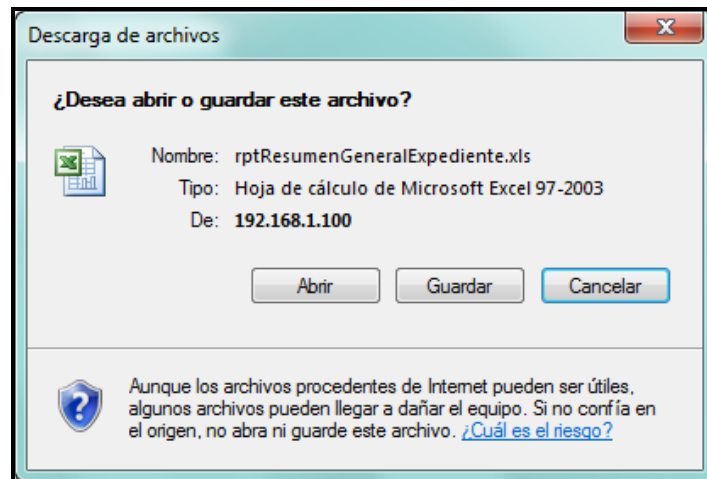 Descarga de archivos
¿Desea abrir o guardar este archivo?
Nombre: rptResumenGeneralExpediente.xls
Tipo: Hoja de cálculo de Microsoft Excel 97-2003
De: 192.168.1.100
Abrir Guardar Cancelar
Aunque los archivos procedentes de Internet pueden ser útiles,
algunos archivos pueden llegar a dañar el equipo. Si no confía en
el origen, no abra ni guarde este archivo. ¿Cuál es el riesgo?